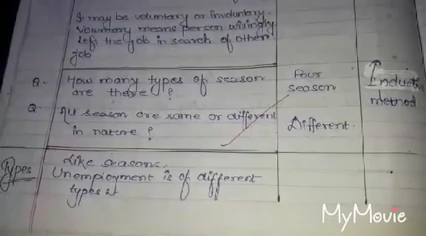 It may be voluntary or involuntary.
Voluntary means person willingly
left the job in search of other
job
Q. How many types of season are there ?
Four season
Q All season are same or different in nature ?
Different.
method
Types
Like seasons.
Unemployment is of different
types
MyMovie